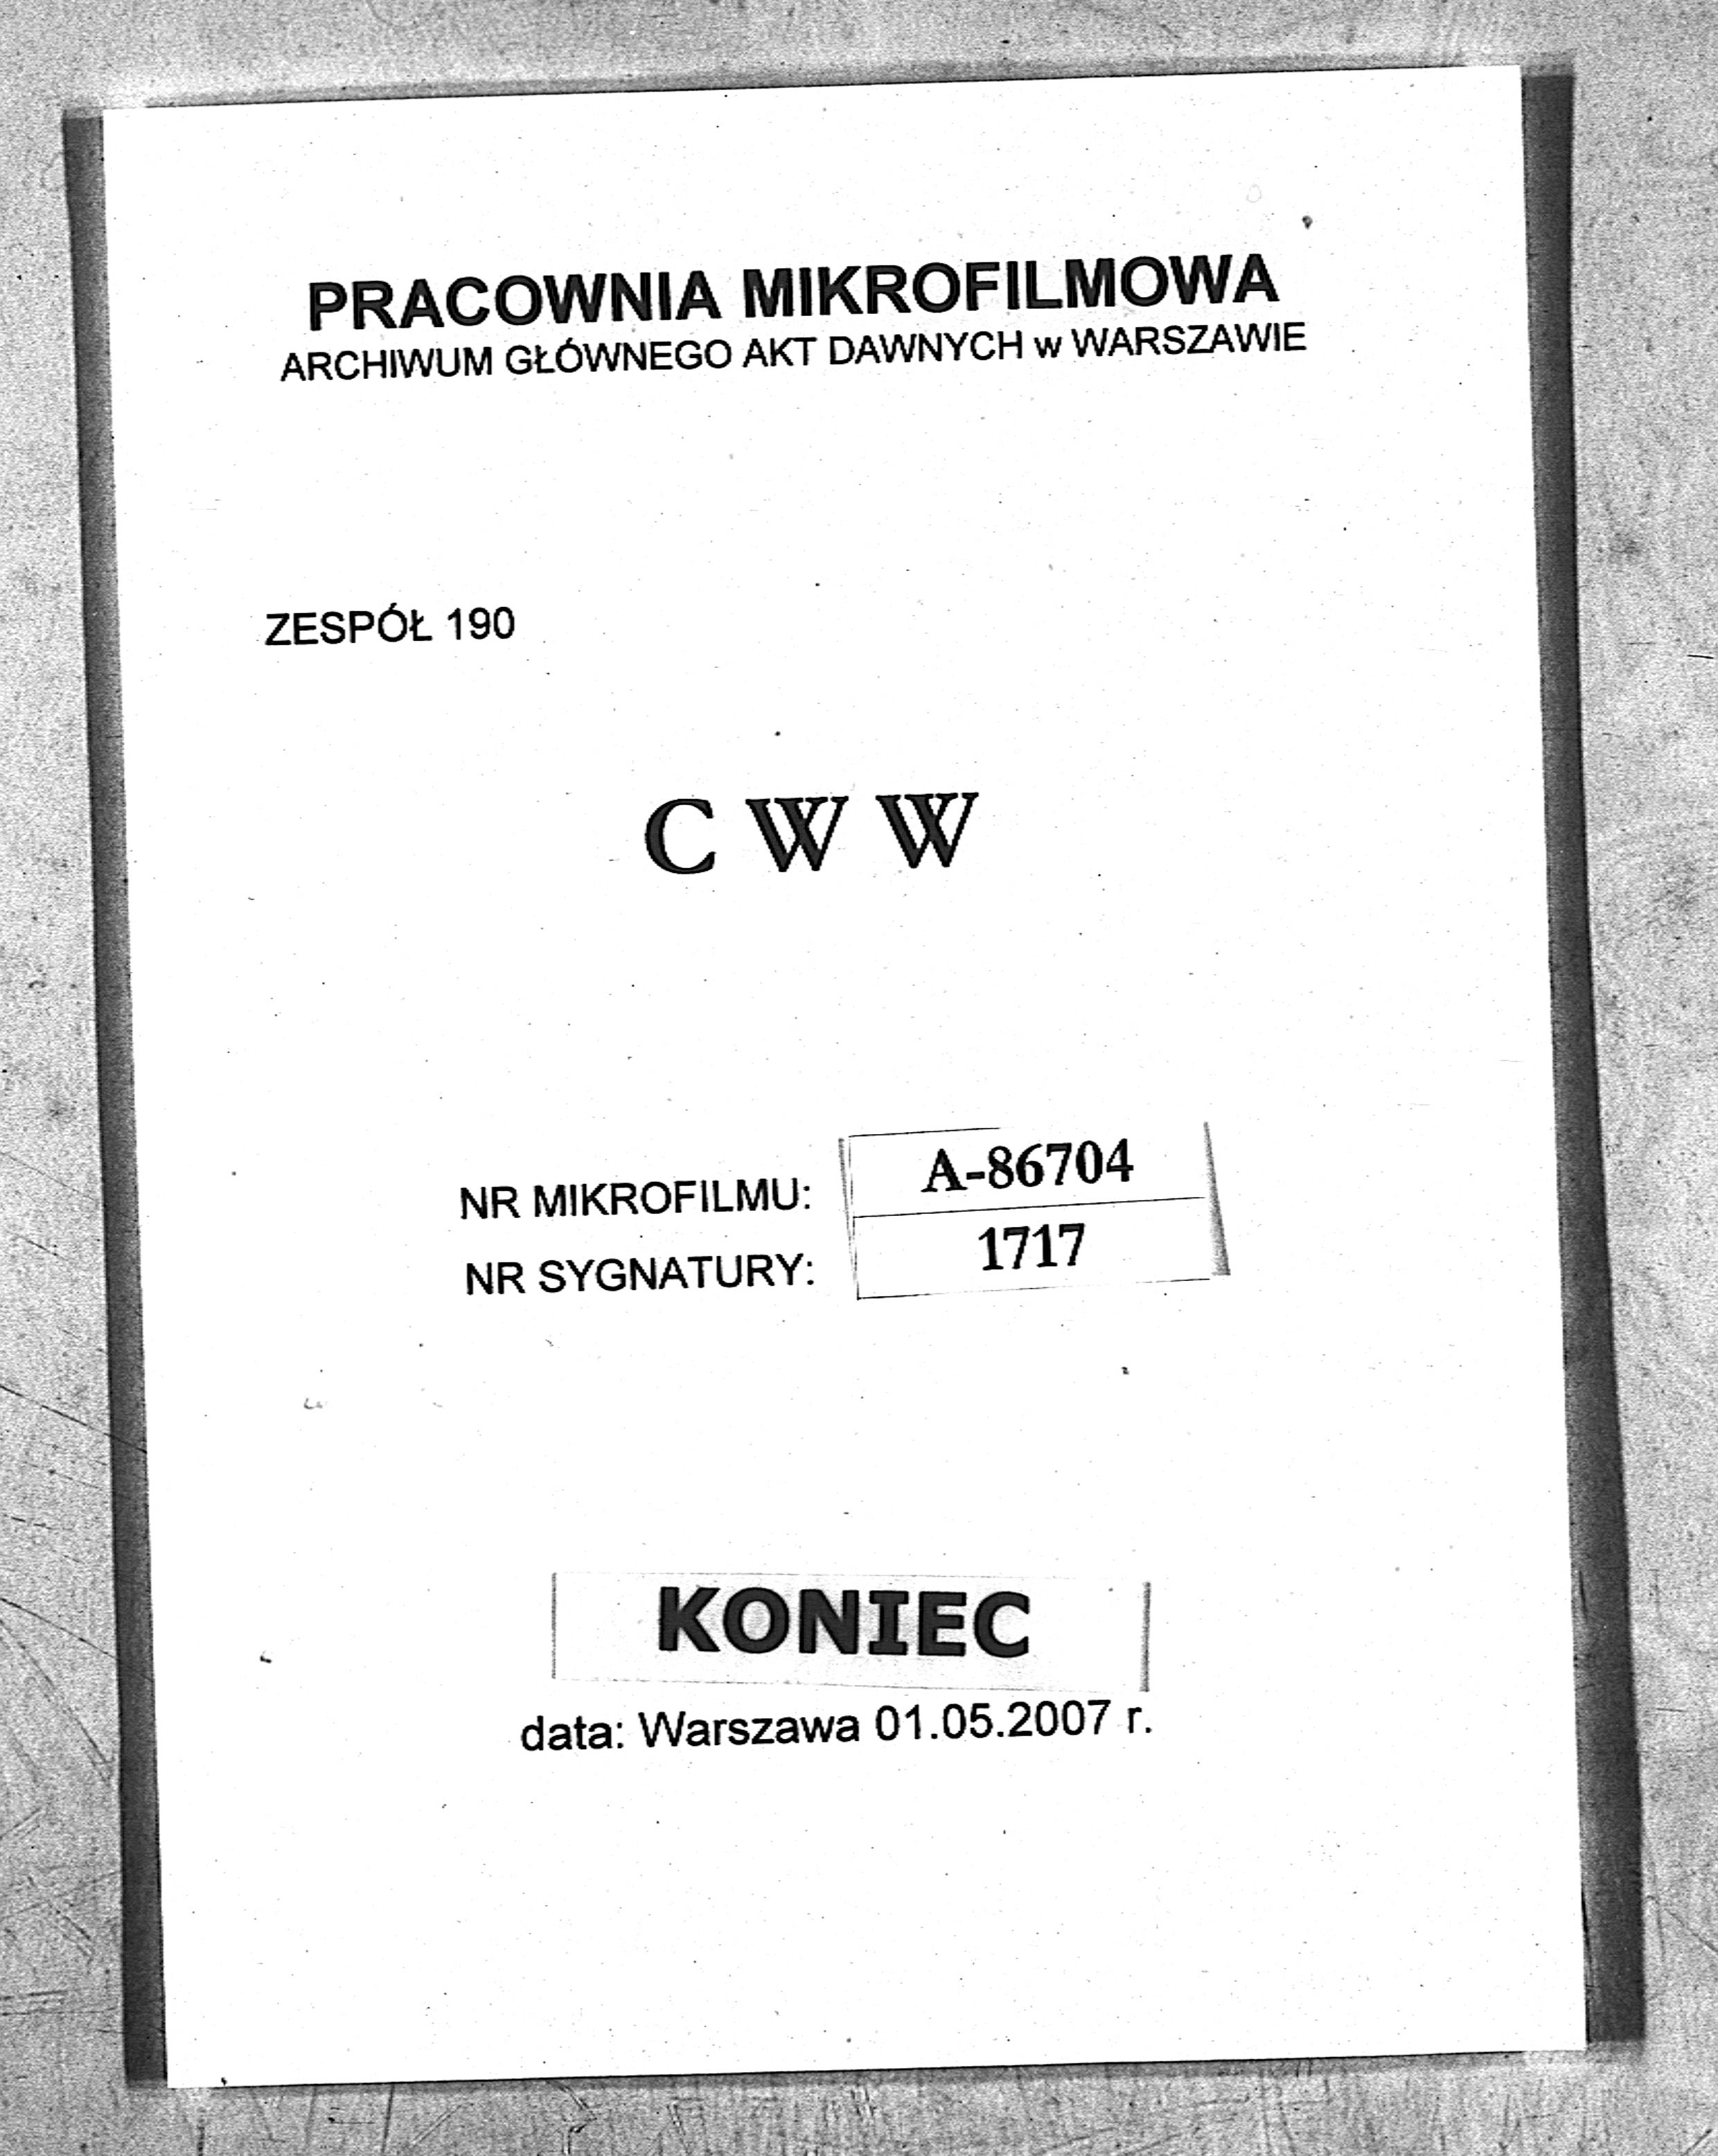 PRACOWNIA MIKROFILMOWA
ARCHIWUM GŁÓWNEGO AKT DAWNYCH w WARSZAWIE
ZESPÓŁ 190
C W W
NR MIKROFILMU: A-86704
NR SYGNATURY: 1717
KONIEC
data: Warszawa 01.05.2007 r.